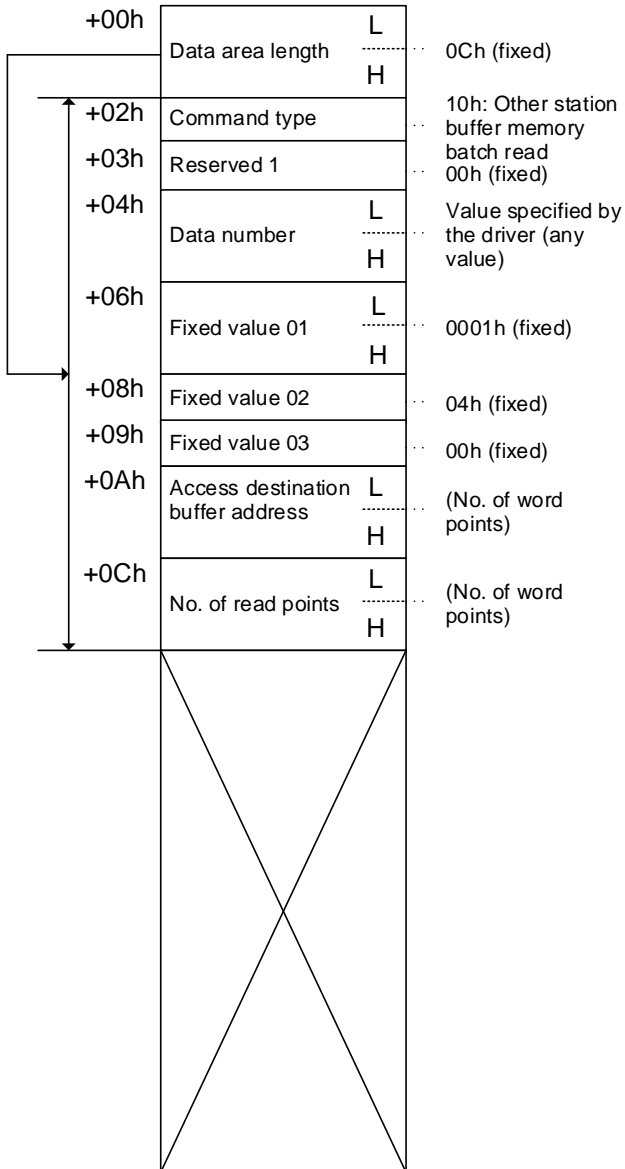 +00h
Data area length
L
H
0Ch (fixed)
+02h
Command type
10h: Other station
buffer memory
batch read
+03h
Reserved 1
00h (fixed)
+04h
Data number
L
H
Value specified by
the driver (any
value)
+06h
Fixed value 01
L
H
0001h (fixed)
+08h
Fixed value 02
04h (fixed)
+09h
Fixed value 03
00h (fixed)
+0Ah
Access destination
buffer address
L
H
(No. of word
points)
+0Ch
No. of read points
L
H
(No. of word
points)